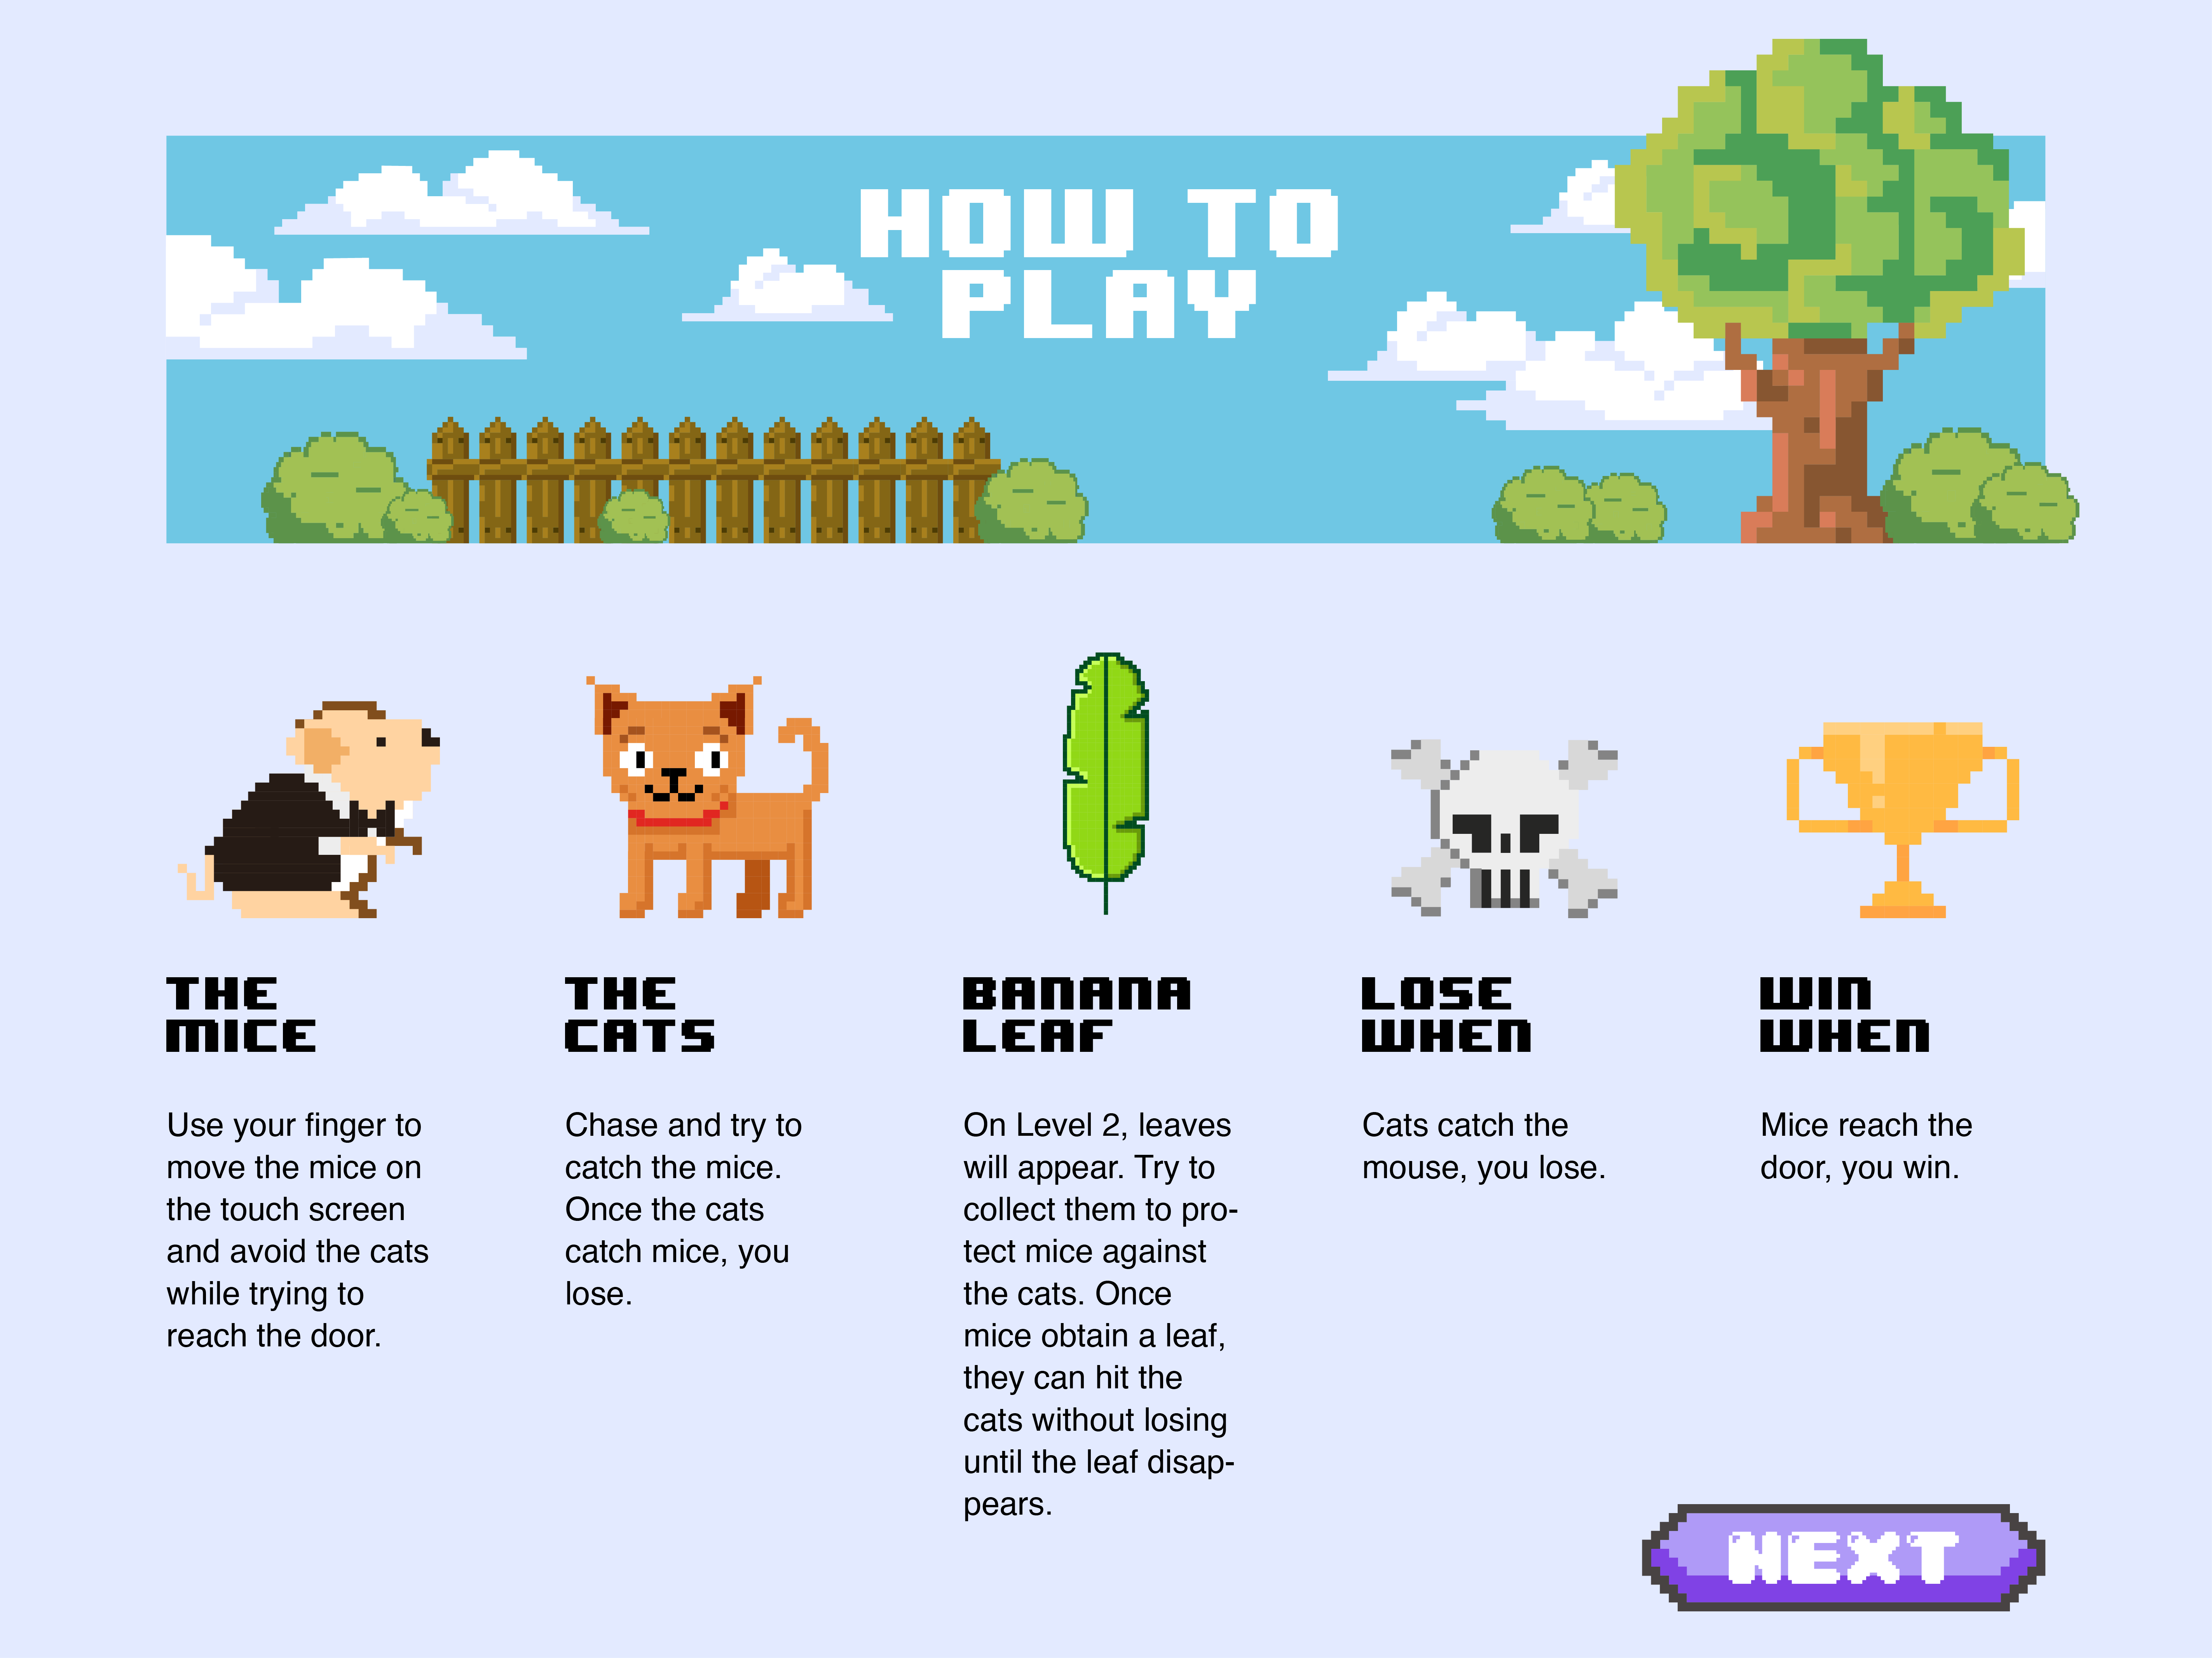 HOW TO
PLAY
THE
MICE
Use your finger to
move the mice on
the touch screen
and avoid the cats
while trying to
reach the door.
THE
CATS
Chase and try to
catch the mice.
Once the cats
catch mice, you
lose.
BANANA
LEAF
On Level 2, leaves
will appear. Try to
collect them to pro-
tect mice against
the cats. Once
mice obtain a leaf,
they can hit the
cats without losing
until the leaf disap-
pears.
LOSE
WHEN
Cats catch the
mouse, you lose.
WIN
WHEN
Mice reach the
door, you win.
NEXT